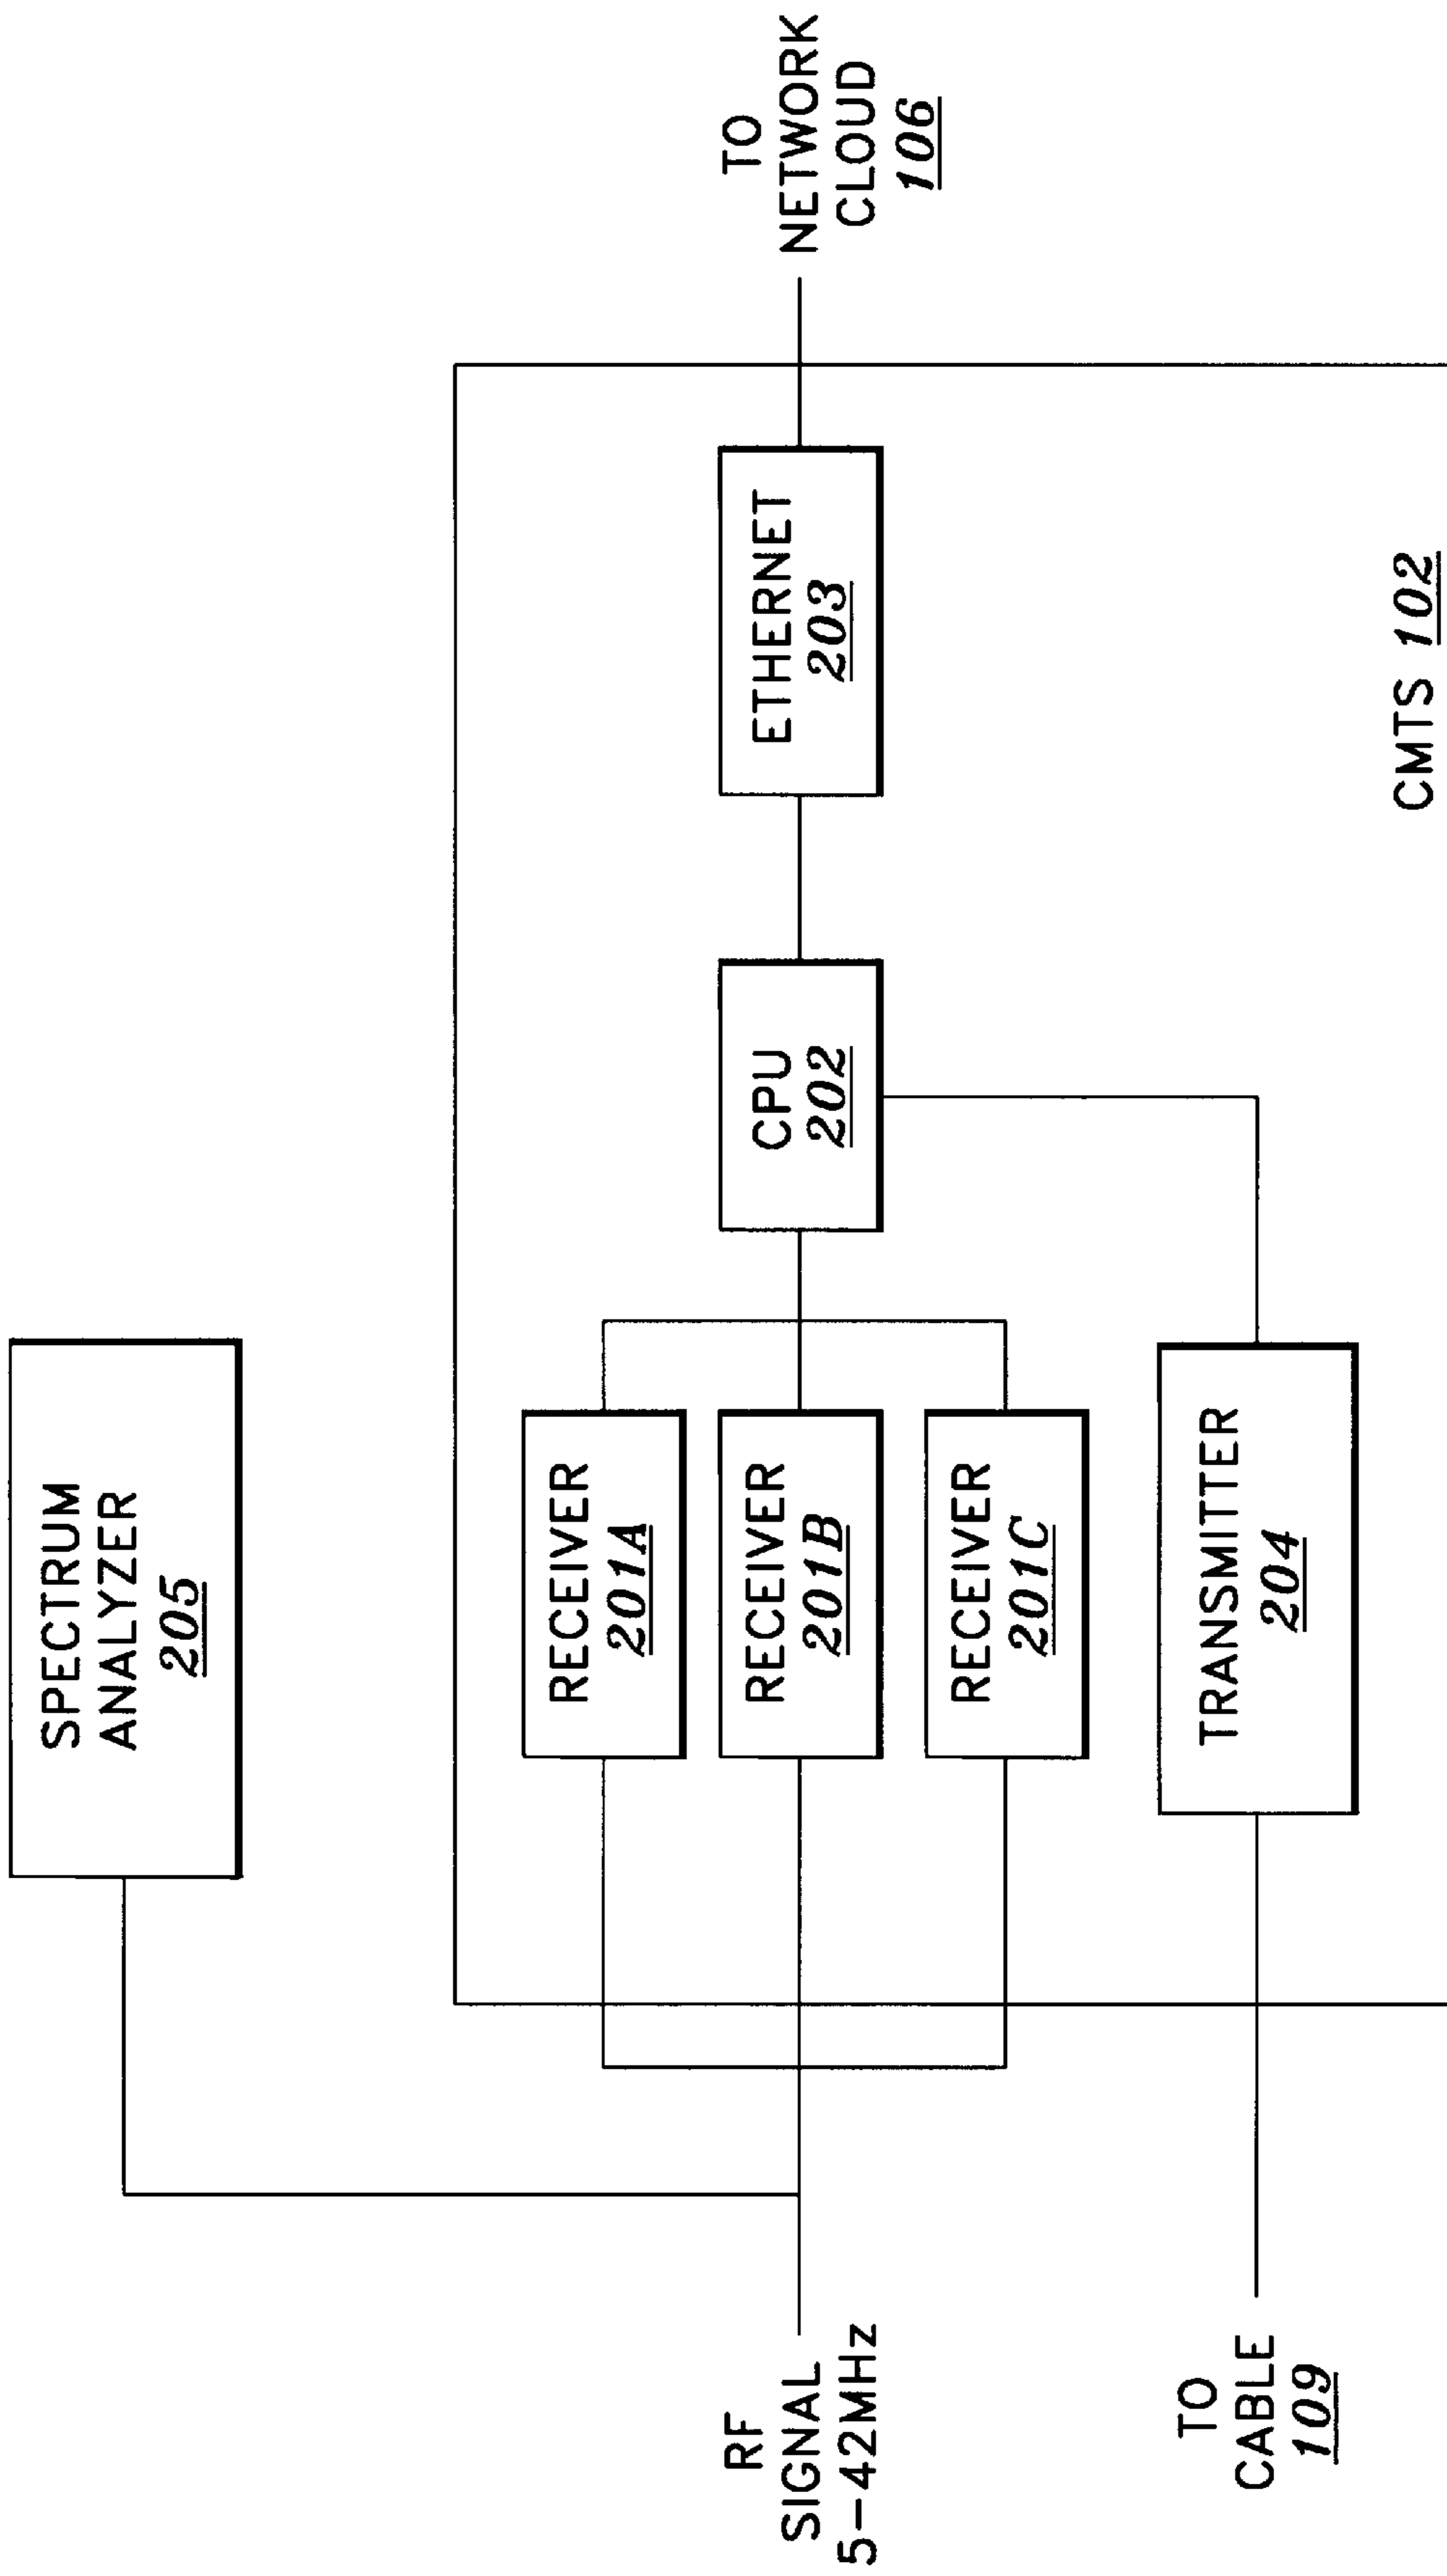 SPECTRUM
ANALYZER
205
RF
SIGNAL
5-42MHz
RECEIVER
201A
RECEIVER
201B
RECEIVER
201C
CPU
202
ETHERNET
203
TO
NETWORK
CLOUD
106
TO
CABLE
109
TRANSMITTER
204
CMTS 102